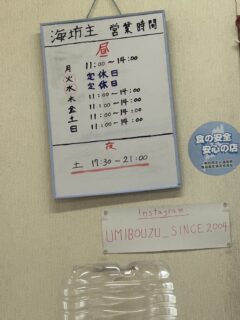 海坊主 営業時間
昼
月 11:00～14:00
火 定休日
水 定休日
木 11:00～14:00
金 11:00～14:00
土 11:00～14:00
日 11:00～14:00
夜
土 17:30～21:00
食の安全
安心の店
Instagram
UMIBOUZU_SINCE.2004